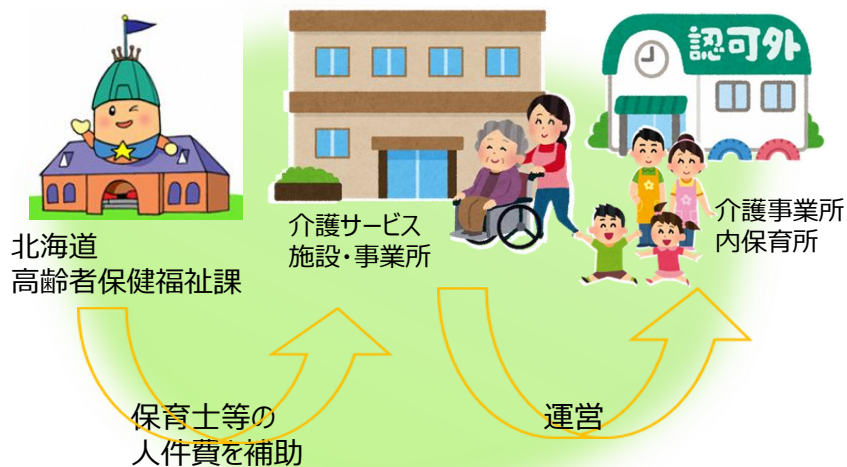 認可外
北海道
高齢者保健福祉課
介護サービス
施設・事業所
介護事業所
内保育所
保育士等の
人件費を補助
運営